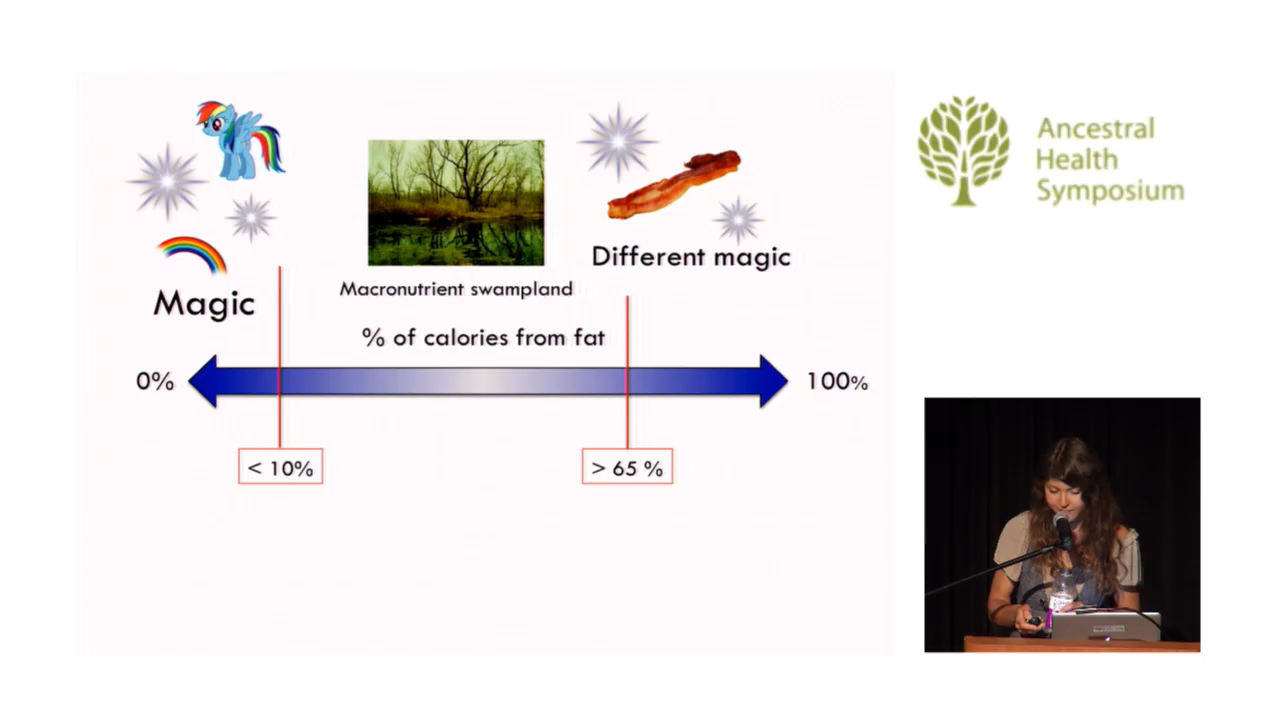 Magic
Macronutrient swampland
Different magic
% of calories from fat
0%
100%
< 10%
> 65 %
Ancestral
Health
Symposium